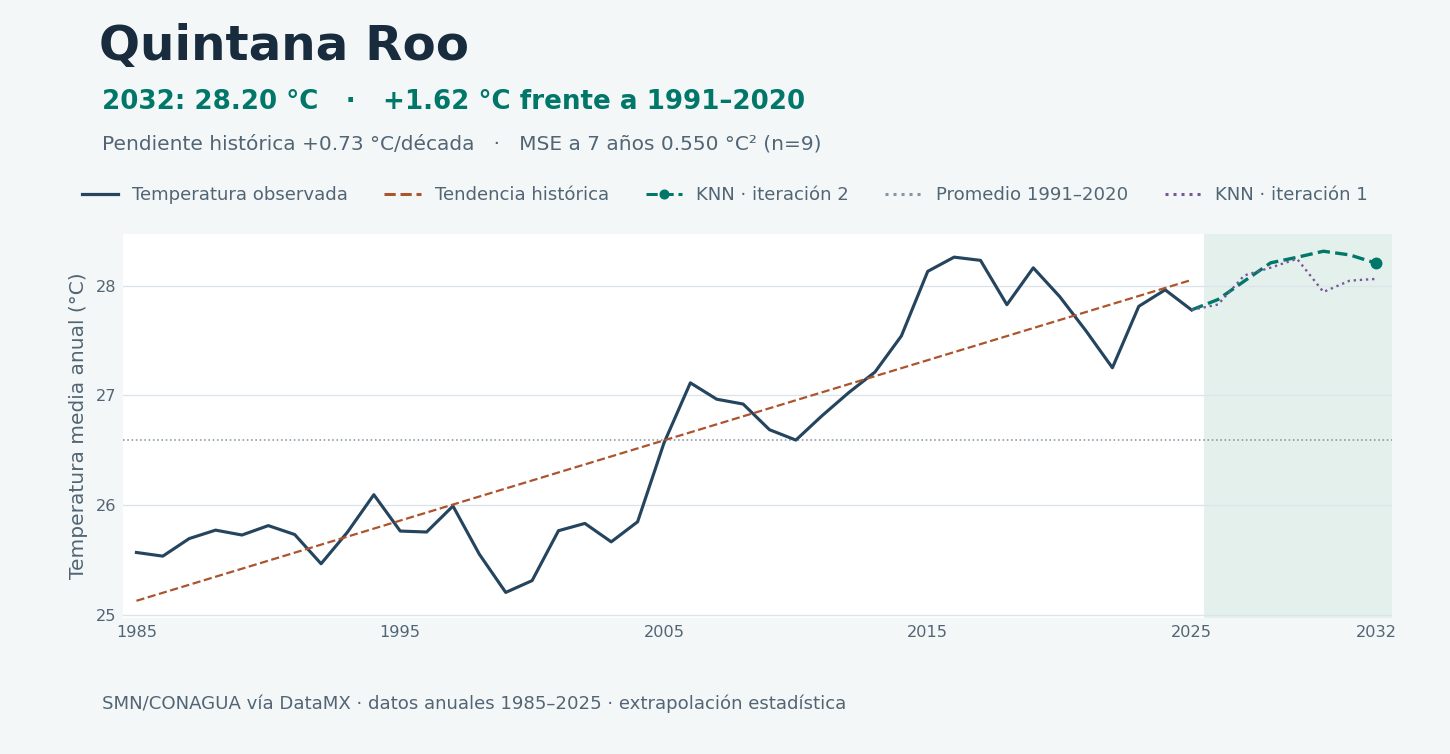 Quintana Roo
2032: 28.20 °C · +1.62 °C frente a 1991–2020
Pendiente histórica +0.73 °C/década · MSE a 7 años 0.550 °C² (n=9)
Temperatura observada Tendencia histórica KNN · iteración 2 Promedio 1991–2020 KNN · iteración 1
Temperatura media anual (°C)
28
27
26
25
1985 1995 2005 2015 2025 2032
SMN/CONAGUA vía DataMX · datos anuales 1985–2025 · extrapolación estadística